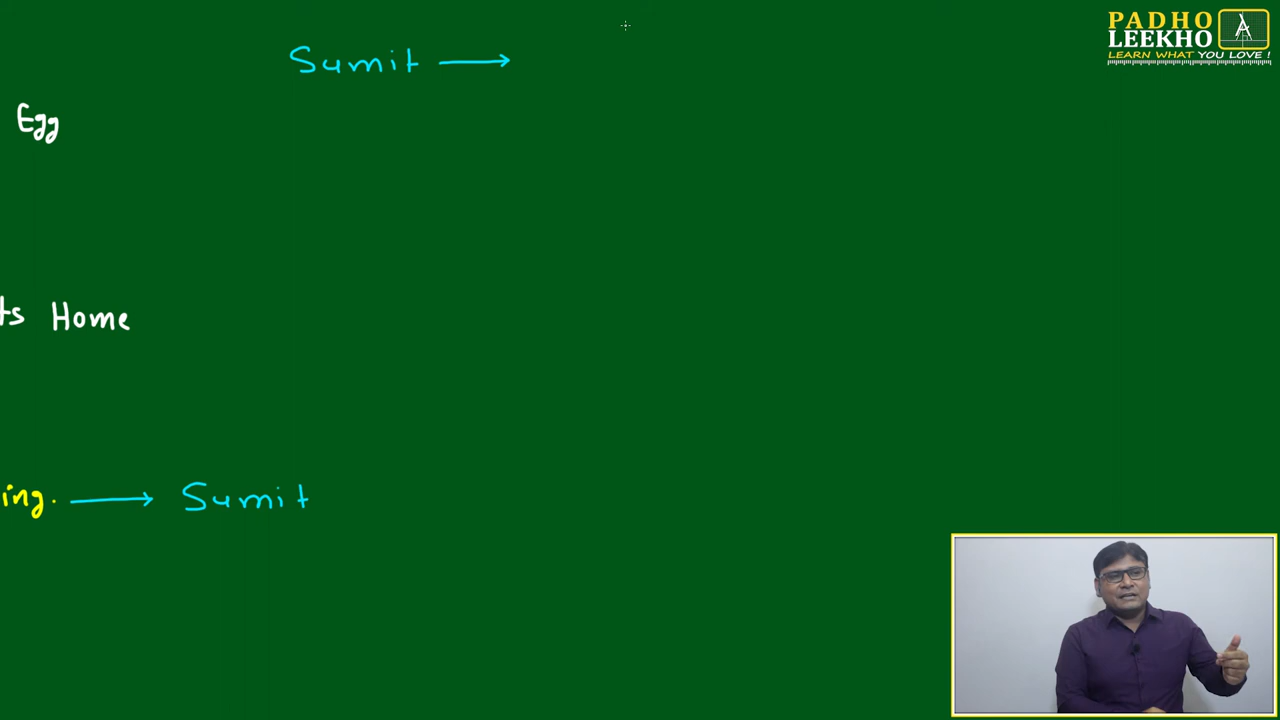 PADHO
LEEKHO
LEARN WHAT YOU LOVE !
Sumit
Egg
ts Home
ing. Sumit